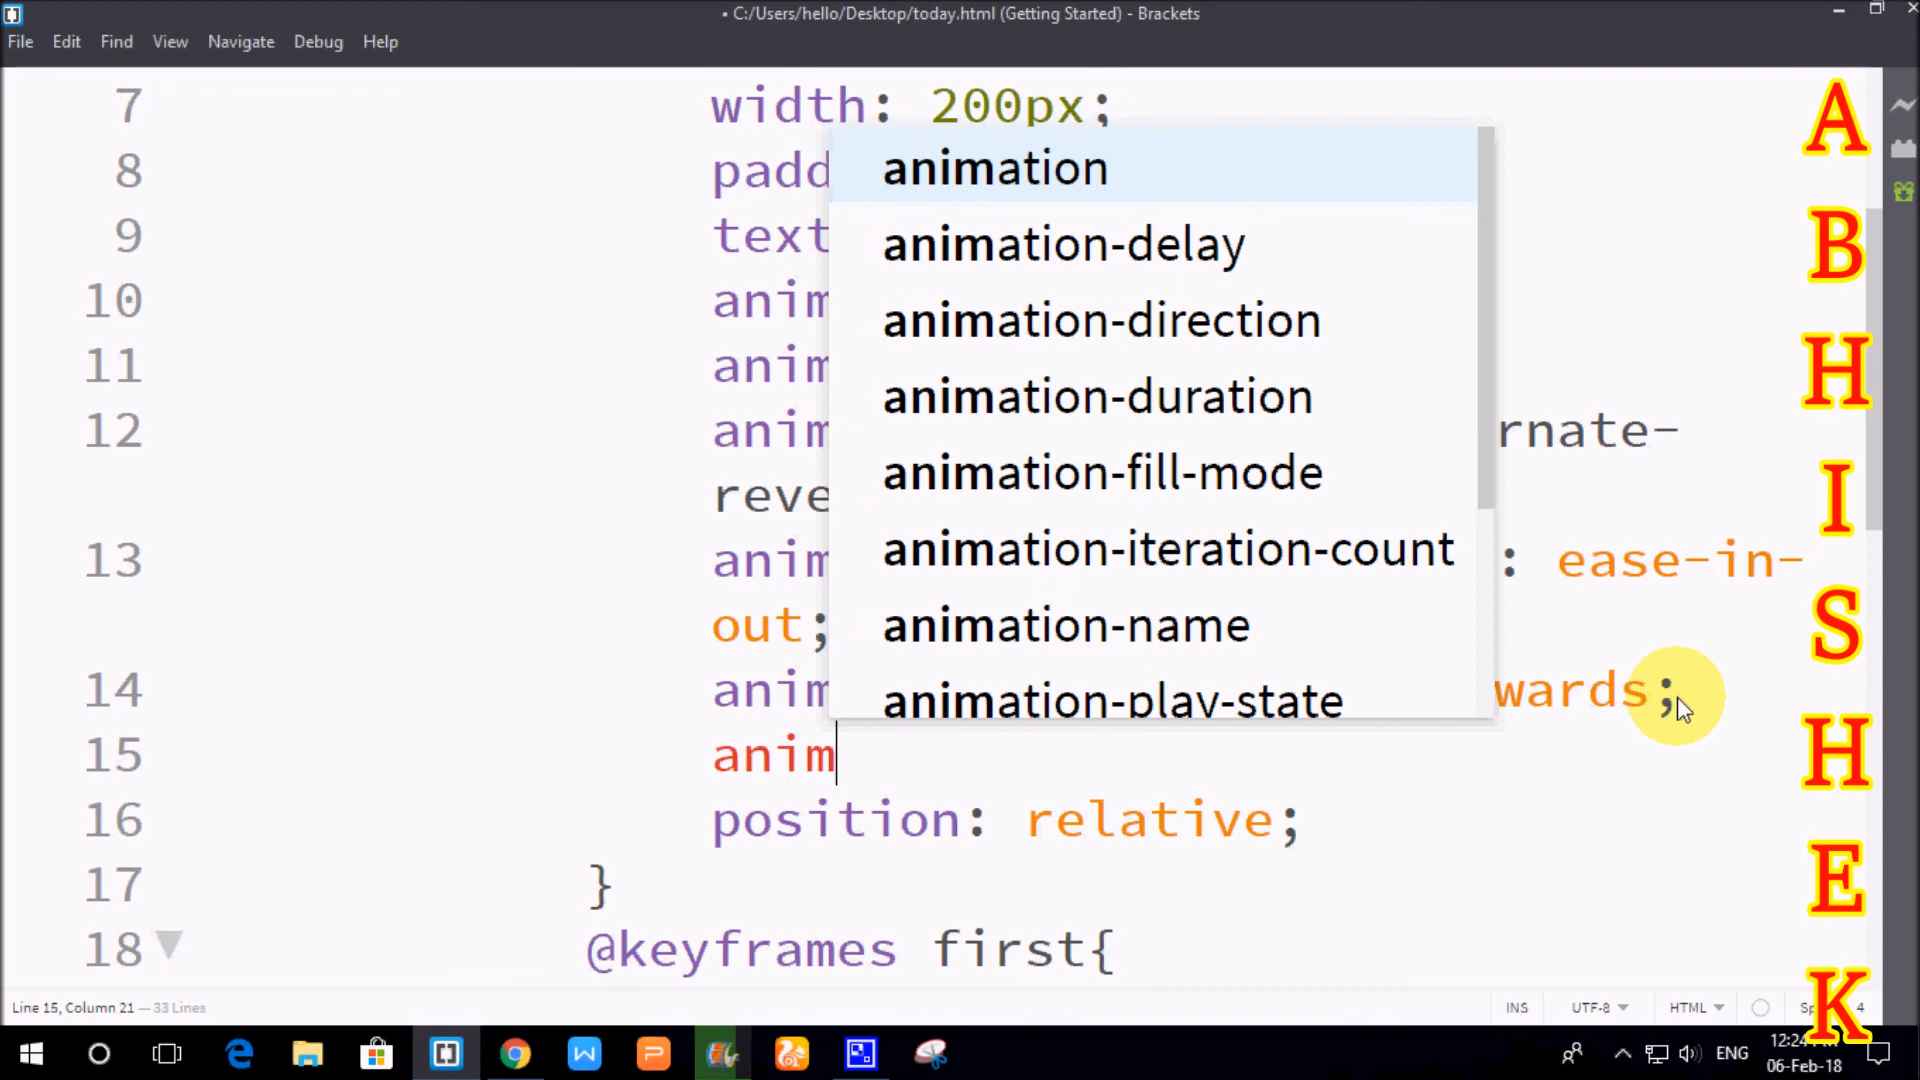 • C:/Users/hello/Desktop/today.html (Getting Started) - Brackets
File Edit Find View Navigate Debug Help
7 width: 200px;
8 padd
9 text
10 anim
11 anim
12 anim rnate-
reve
13 anim : ease-in-
out;
14 anim wards;
15 anim
16 position: relative;
17 }
18 @keyframes first{
animation
animation-delay
animation-direction
animation-duration
animation-fill-mode
animation-iteration-count
animation-name
animation-play-state
A
B
H
I
S
H
E
K
Line 15, Column 21 — 33 Lines
INS UTF-8 HTML 4
ENG
12:24
06-Feb-18